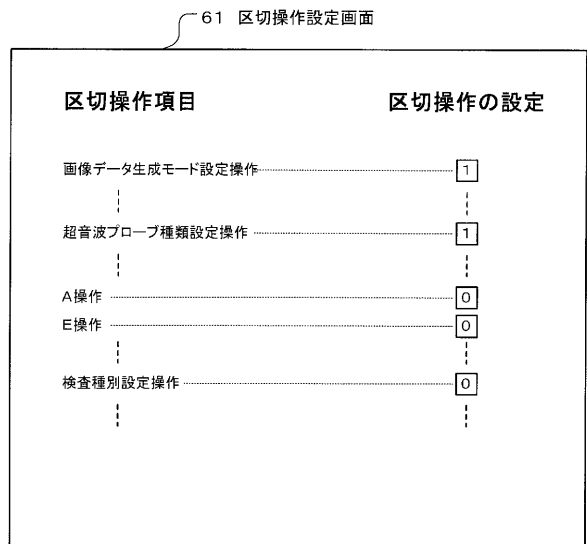 61 区切操作設定画面
区切操作項目 区切操作の設定
画像データ生成モード設定操作 1
超音波プローブ種類設定操作 1
A操作 0
E操作 0
検査種別設定操作 0